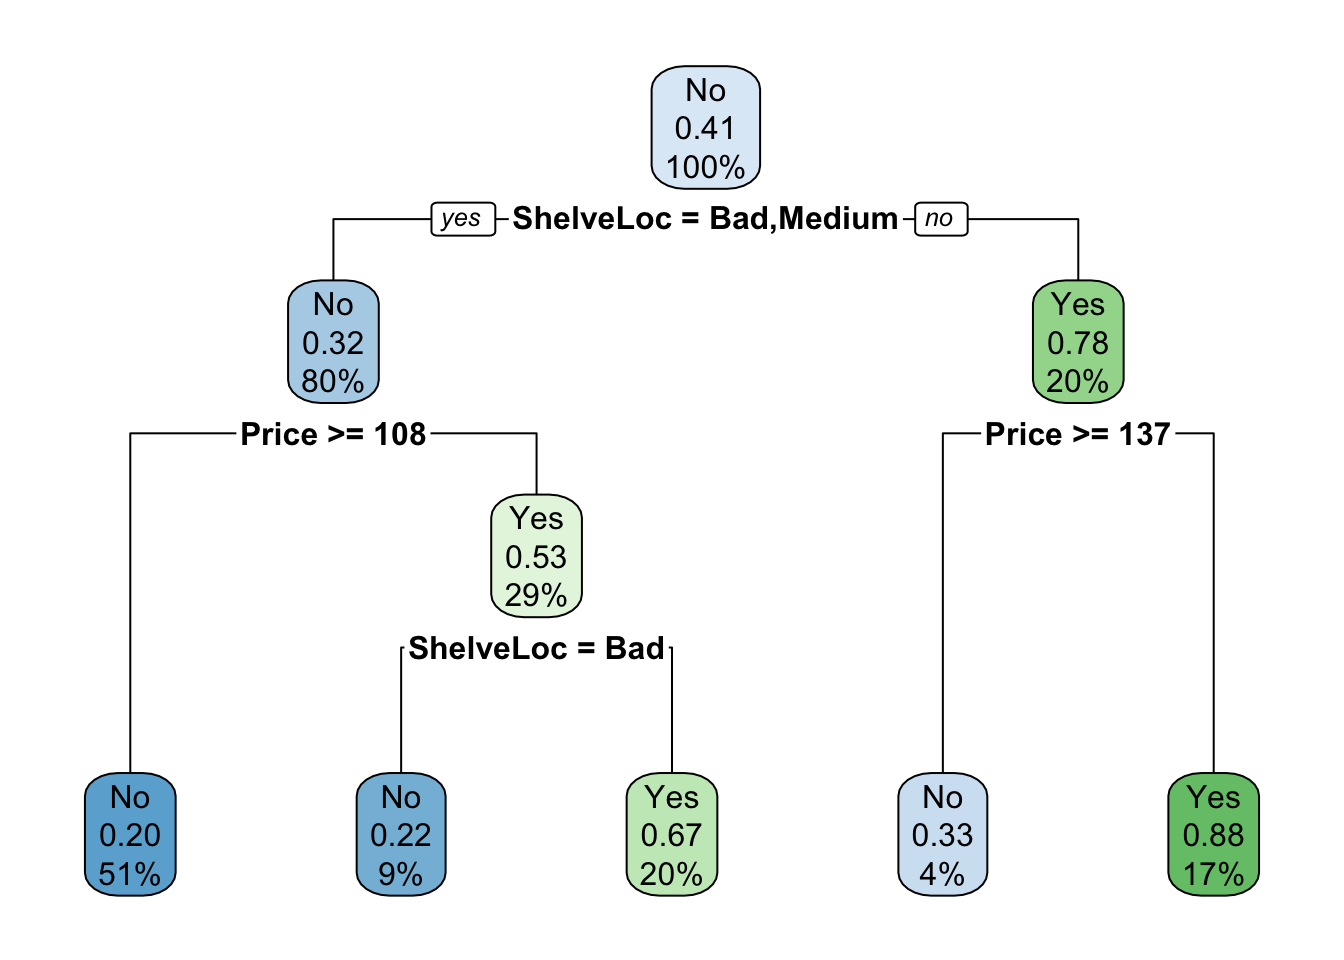 No
0.41
100%
yes ShelveLoc = Bad,Medium no
No
0.32
80%
Yes
0.78
20%
Price >= 108
Price >= 137
Yes
0.53
29%
ShelveLoc = Bad
No
0.20
51%
No
0.22
9%
Yes
0.67
20%
No
0.33
4%
Yes
0.88
17%